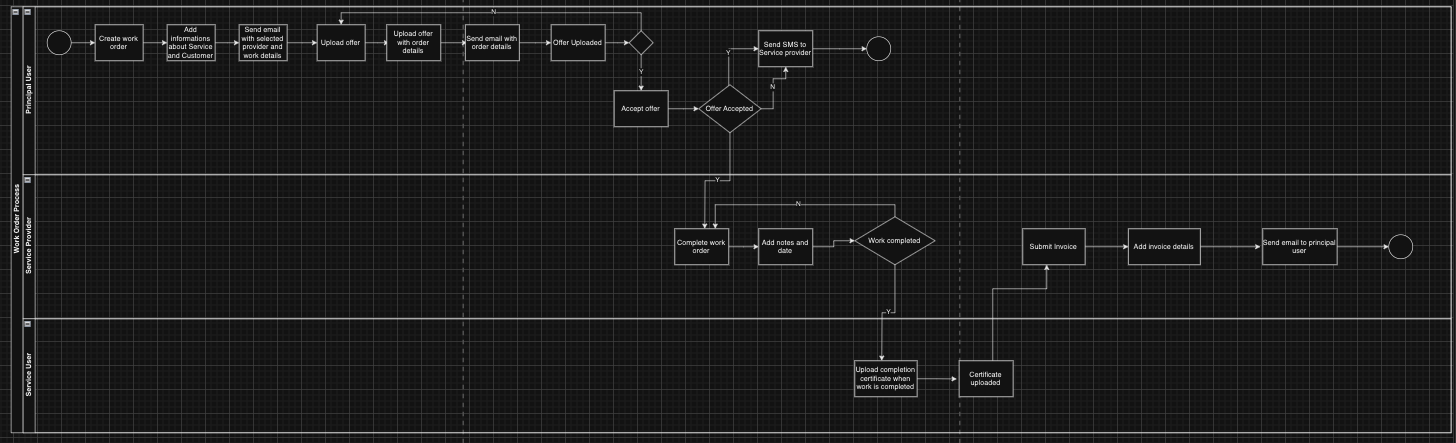 Work Order Process
Principal User
Create work
order
Add
informations
about Service
and Customer
Send email
with selected
provider and
work details
Upload offer
Upload offer
with order
details
Send email with
order details
Offer Uploaded
N
Y
Accept offer
Offer Accepted
Y
N
Send SMS to
Service provider
Y
Service Provider
Complete work
order
Add notes and
date
N
Work completed
Submit Invoice
Add invoice details
Send email to principal
user
Y
Service User
Upload completion
certificate when
work is completed
Certificate
uploaded